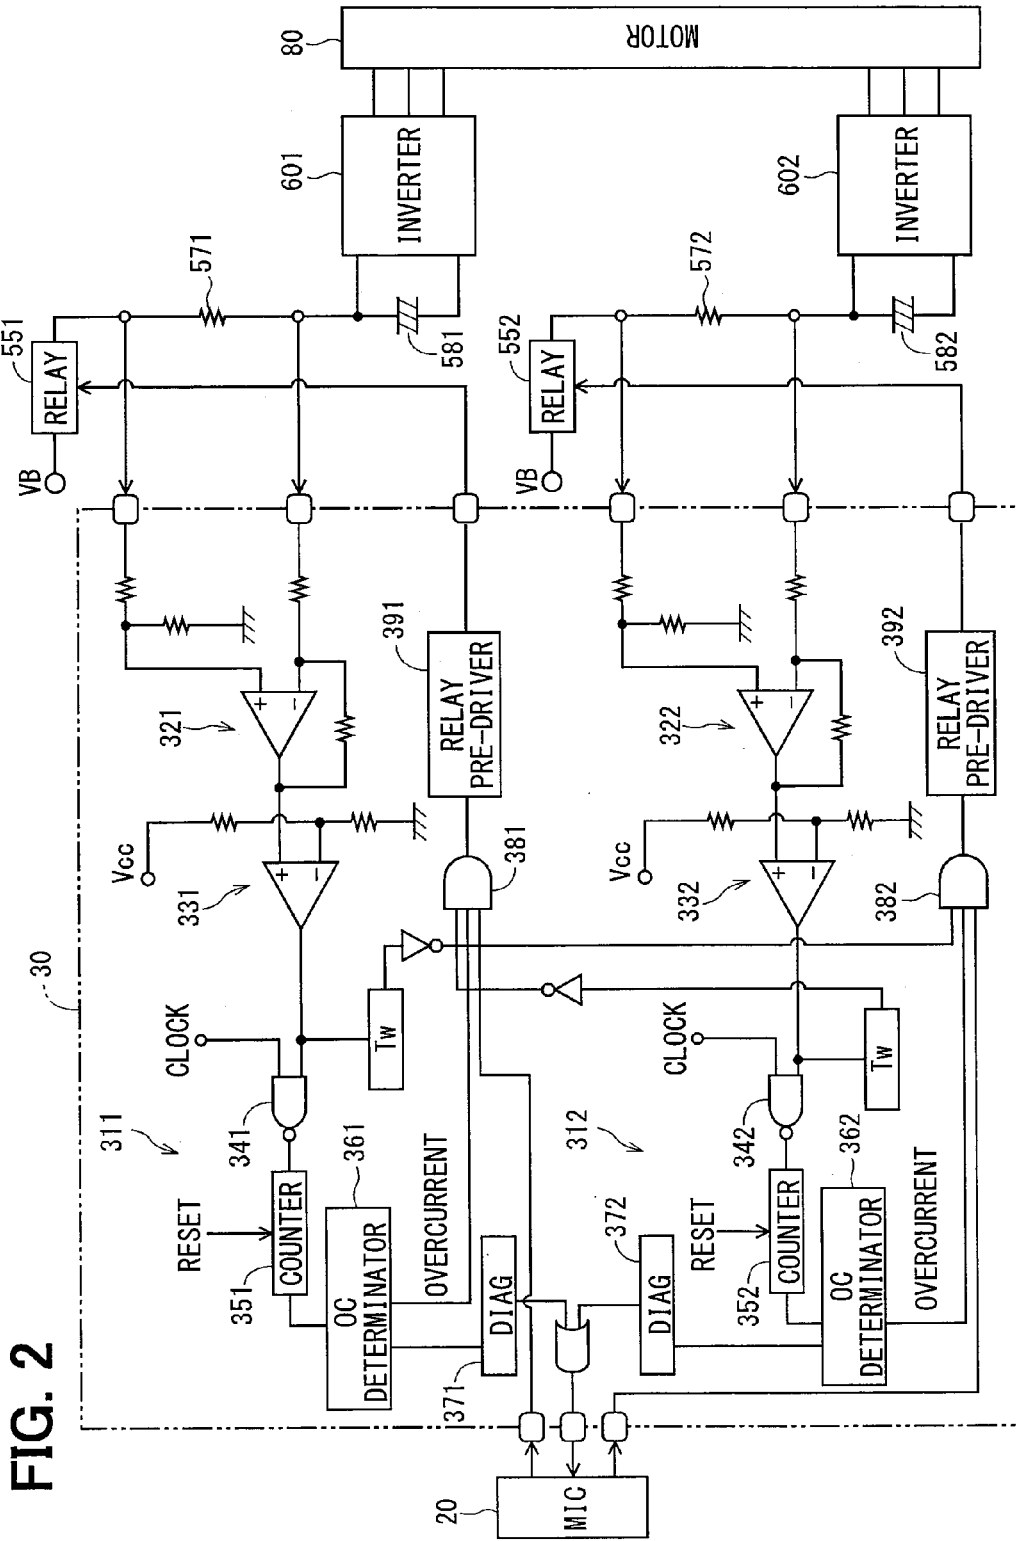 FIG. 2
30
311
RESET
CLOCK
Vcc
331
321
VB
551
RELAY
571
351
COUNTER
341
+
-
+
-
581
601
INVERTER
80
MOTOR
361
OC
DETERMINATOR
OVERCURRENT
Tw
381
RELAY
PRE-DRIVER
391
371
DIAG
20
MIC
312
372
DIAG
RESET
CLOCK
Vcc
332
322
VB
552
RELAY
572
352
COUNTER
342
+
-
+
-
582
602
INVERTER
362
OC
DETERMINATOR
OVERCURRENT
Tw
382
RELAY
PRE-DRIVER
392